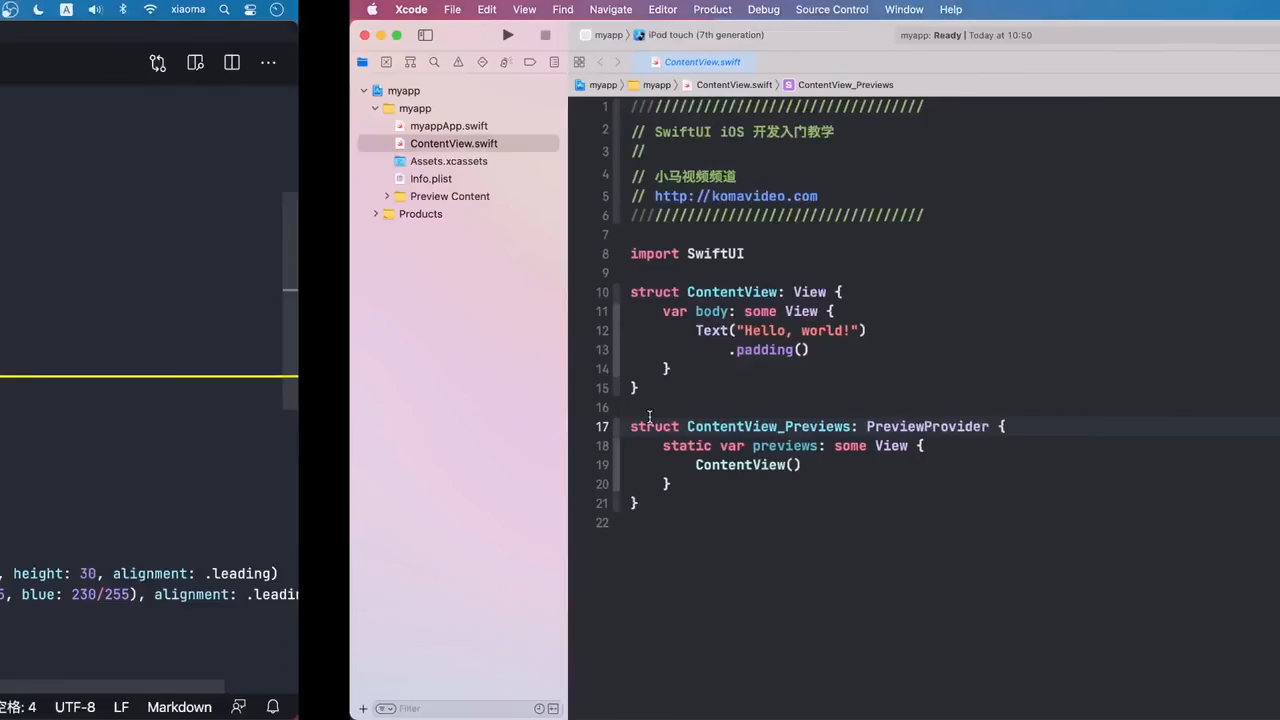 xiaoma
Xcode File Edit View Find Navigate Editor Product Debug Source Control Window Help
myapp iPod touch (7th generation)
myapp: Ready | Today at 10:50
ContentView.swift
myapp myapp ContentView.swift S ContentView_Previews
myapp
myapp
myappApp.swift
ContentView.swift
Assets.xcassets
Info.plist
Preview Content
Products
Filter
1 ///////////////////////////////////
2 // SwiftUI iOS 开发入门教学
3 //
4 // 小马视频频道
5 // http://komavideo.com
6 ///////////////////////////////////
7
8 import SwiftUI
9
10 struct ContentView: View {
11 var body: some View {
12 Text("Hello, world!")
13 .padding()
14 }
15 }
16
17 struct ContentView_Previews: PreviewProvider {
18 static var previews: some View {
19 ContentView()
20 }
21 }
22
, height: 30, alignment: .leading)
5, blue: 230/255), alignment: .leadin
空格: 4 UTF-8 LF Markdown